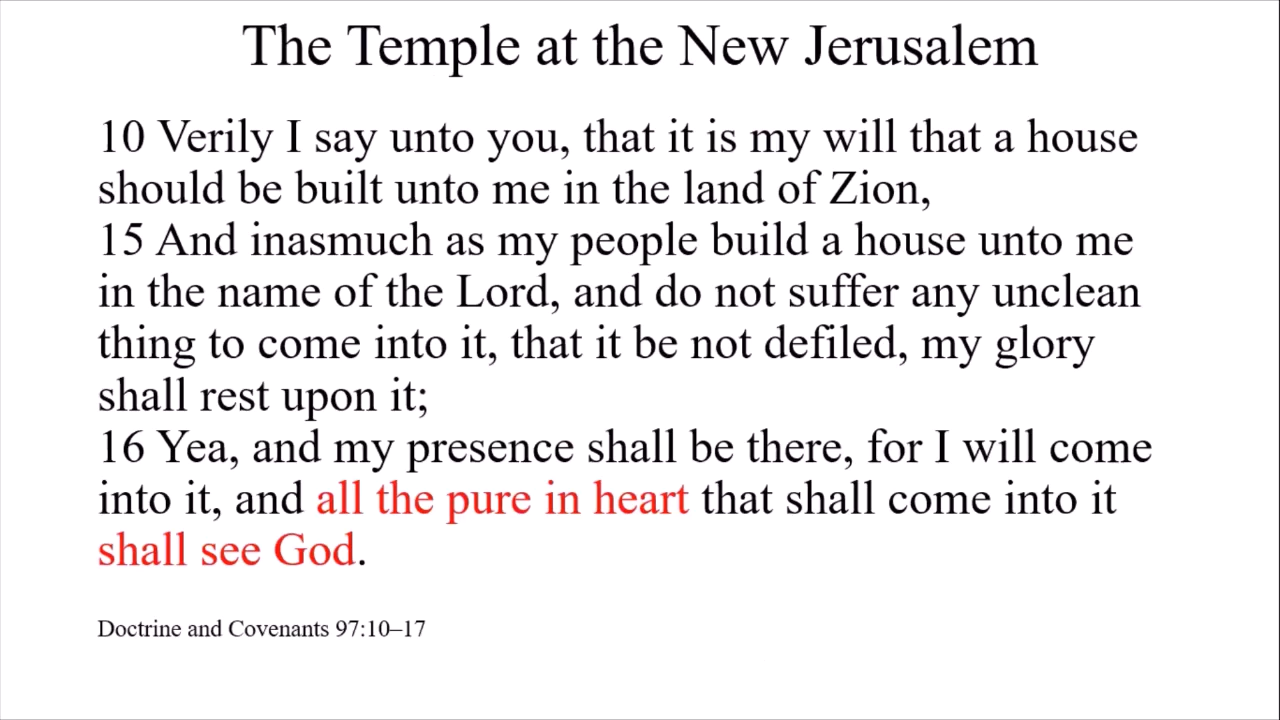 The Temple at the New Jerusalem
10 Verily I say unto you, that it is my will that a house
should be built unto me in the land of Zion,
15 And inasmuch as my people build a house unto me
in the name of the Lord, and do not suffer any unclean
thing to come into it, that it be not defiled, my glory
shall rest upon it;
16 Yea, and my presence shall be there, for I will come
into it, and all the pure in heart that shall come into it
shall see God.
Doctrine and Covenants 97:10–17